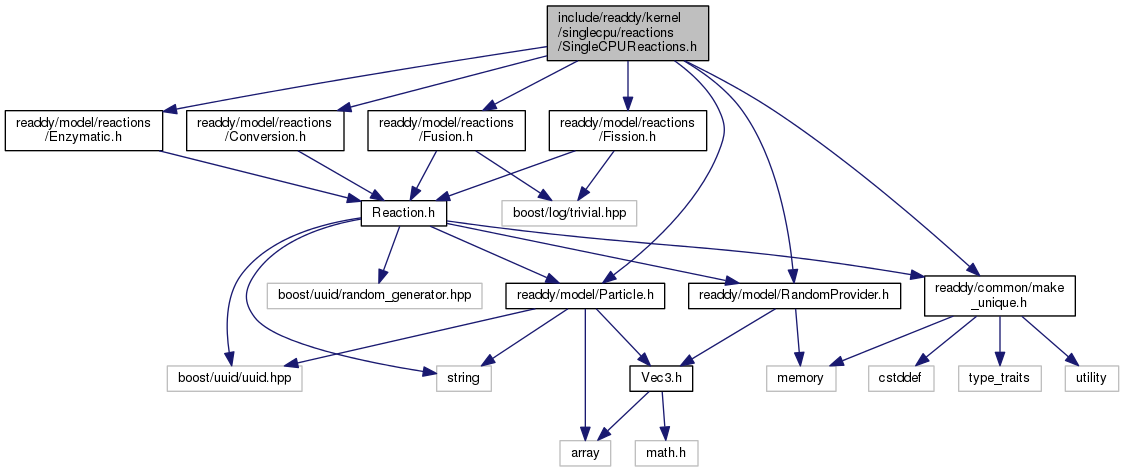 include/readdy/kernel
/singlecpu/reactions
/SingleCPUReactions.h
readdy/model/reactions
/Enzymatic.h
readdy/model/reactions
/Conversion.h
readdy/model/reactions
/Fusion.h
readdy/model/reactions
/Fission.h
Reaction.h
boost/log/trivial.hpp
boost/uuid/random_generator.hpp
readdy/model/Particle.h
readdy/model/RandomProvider.h
readdy/common/make
_unique.h
boost/uuid/uuid.hpp
string
Vec3.h
memory
cstddef
type_traits
utility
array
math.h